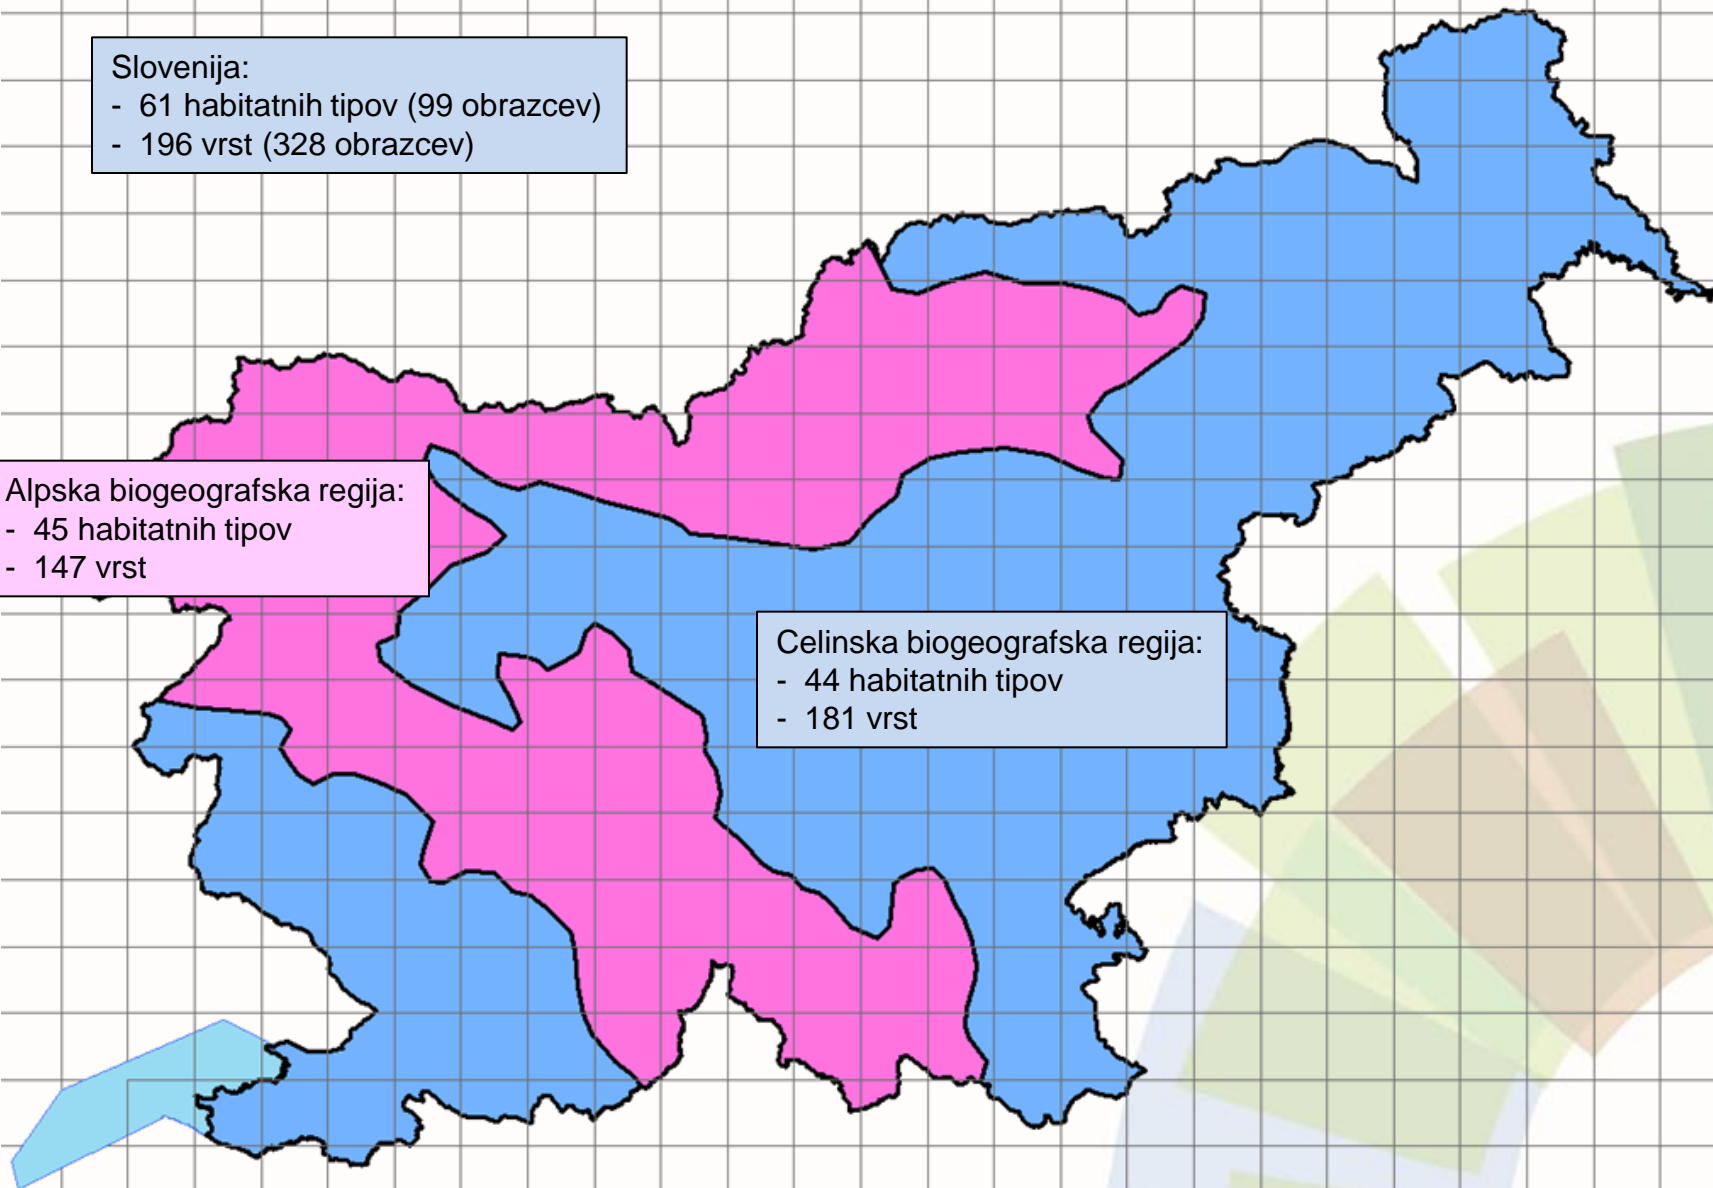 Slovenija:
- 61 habitatnih tipov (99 obrazcev)
- 196 vrst (328 obrazcev)
Alpska biogeografska regija:
- 45 habitatnih tipov
- 147 vrst
Celinska biogeografska regija:
- 44 habitatnih tipov
- 181 vrst